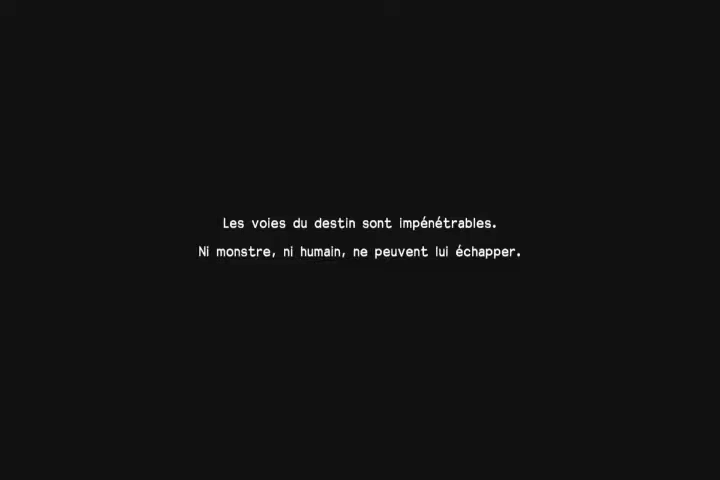 Les voies du destin sont impénétrables.
Ni monstre, ni humain, ne peuvent lui échapper.